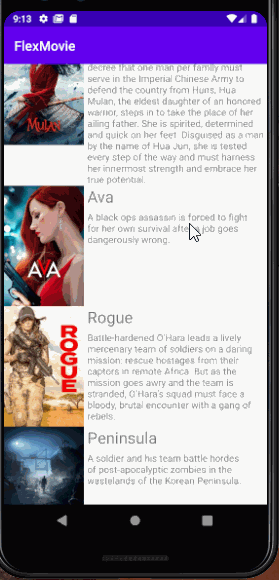 9:13
FlexMovie
decree that one man per family must
serve in the Imperial Chinese Army to
defend the country from Huns, Hua
Mulan, the eldest daughter of an honored
warrior, steps in to take the place of her
ailing father. She is spirited, determined
and quick on her feet. Disguised as a man
by the name of Hua Jun, she is tested
every step of the way and must harness
her innermost strength and embrace her
true potential.
MULAN
Ava
A black ops assassin is forced to fight
for her own survival after a job goes
dangerously wrong.
AVA
Rogue
Battle-hardened O'Hara leads a lively
mercenary team of soldiers on a daring
mission: rescue hostages from their
captors in remote Africa. But as the
mission goes awry and the team is
stranded, O'Hara's squad must face a
bloody, brutal encounter with a gang of
rebels.
ROGUE
Peninsula
A soldier and his team battle hordes
of post-apocalyptic zombies in the
wastelands of the Korean Peninsula.